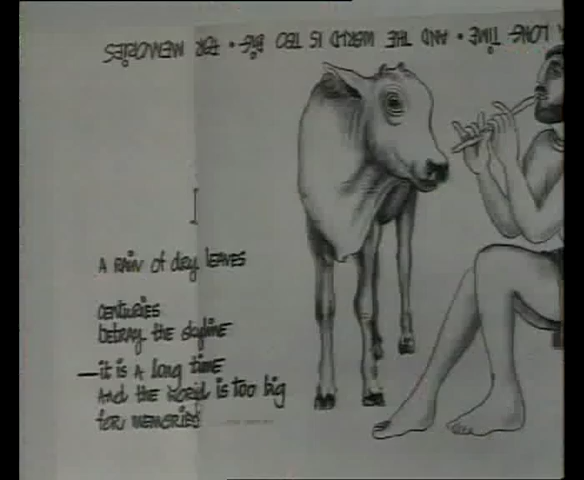 A LONG TIME • AND THE WORLD IS TOO BIG • FOR MEMORIES
I
A RAIN of dry LEAVES
CENTURIES
betray the skyline
—it is A long time
And the world is too big
for MEMORIES